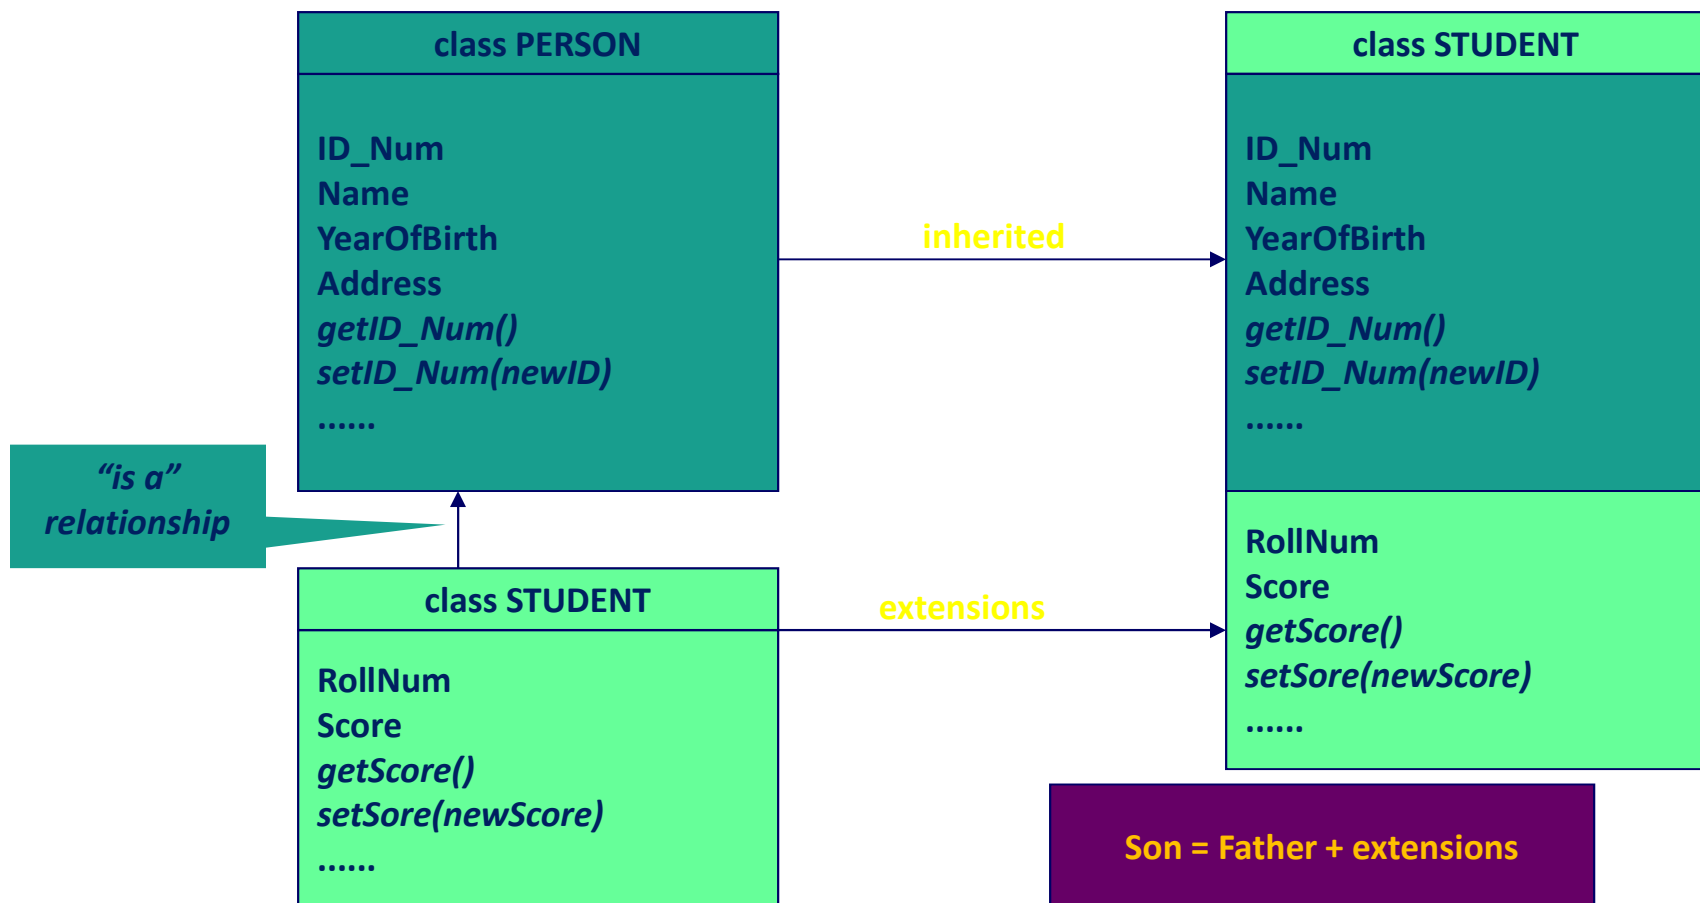 class PERSON
ID_Num
Name
YearOfBirth
Address
getID_Num()
setID_Num(newID)
......
“is a”
relationship
class STUDENT
RollNum
Score
getScore()
setSore(newScore)
......
inherited
extensions
class STUDENT
ID_Num
Name
YearOfBirth
Address
getID_Num()
setID_Num(newID)
......
RollNum
Score
getScore()
setSore(newScore)
......
Son = Father + extensions